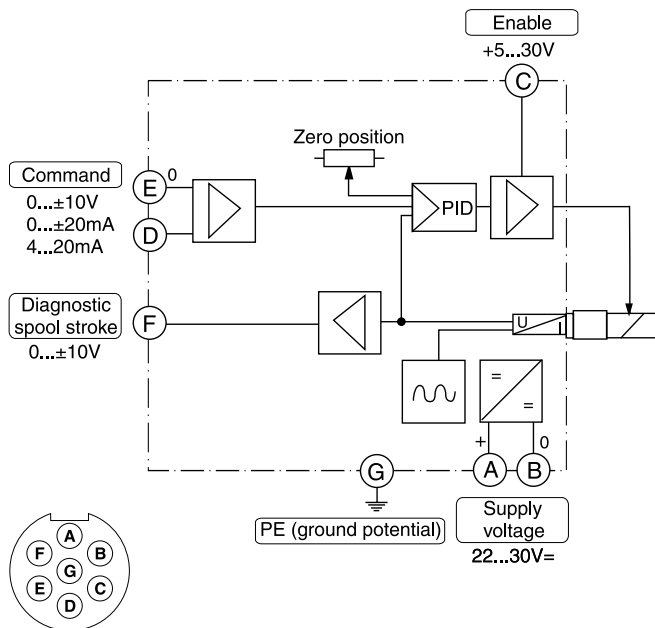 Enable
+5...30V
C
Zero position
Command
0...±10V
0...±20mA
4...20mA
E 0
D
PID
Diagnostic
spool stroke
0...±10V
F
U
I
=
=
+ 0
A B
G
PE (ground potential)
Supply
voltage
22...30V=
A
F B
G
E C
D